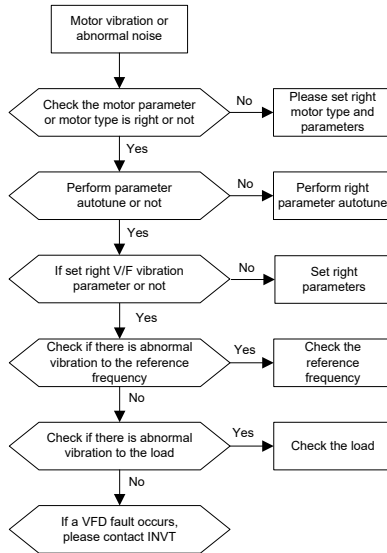 Motor vibration or
abnormal noise
Check the motor parameter
or motor type is right or not
No
Please set right
motor type and
parameters
Yes
Perform parameter
autotune or not
No
Perform right
parameter autotune
Yes
If set right V/F vibration
parameter or not
No
Set right
parameters
Yes
Check if there is abnormal
vibration to the reference
frequency
Yes
Check the
reference
frequency
No
Check if there is abnormal
vibration to the load
Yes
Check the load
No
If a VFD fault occurs,
please contact INVT